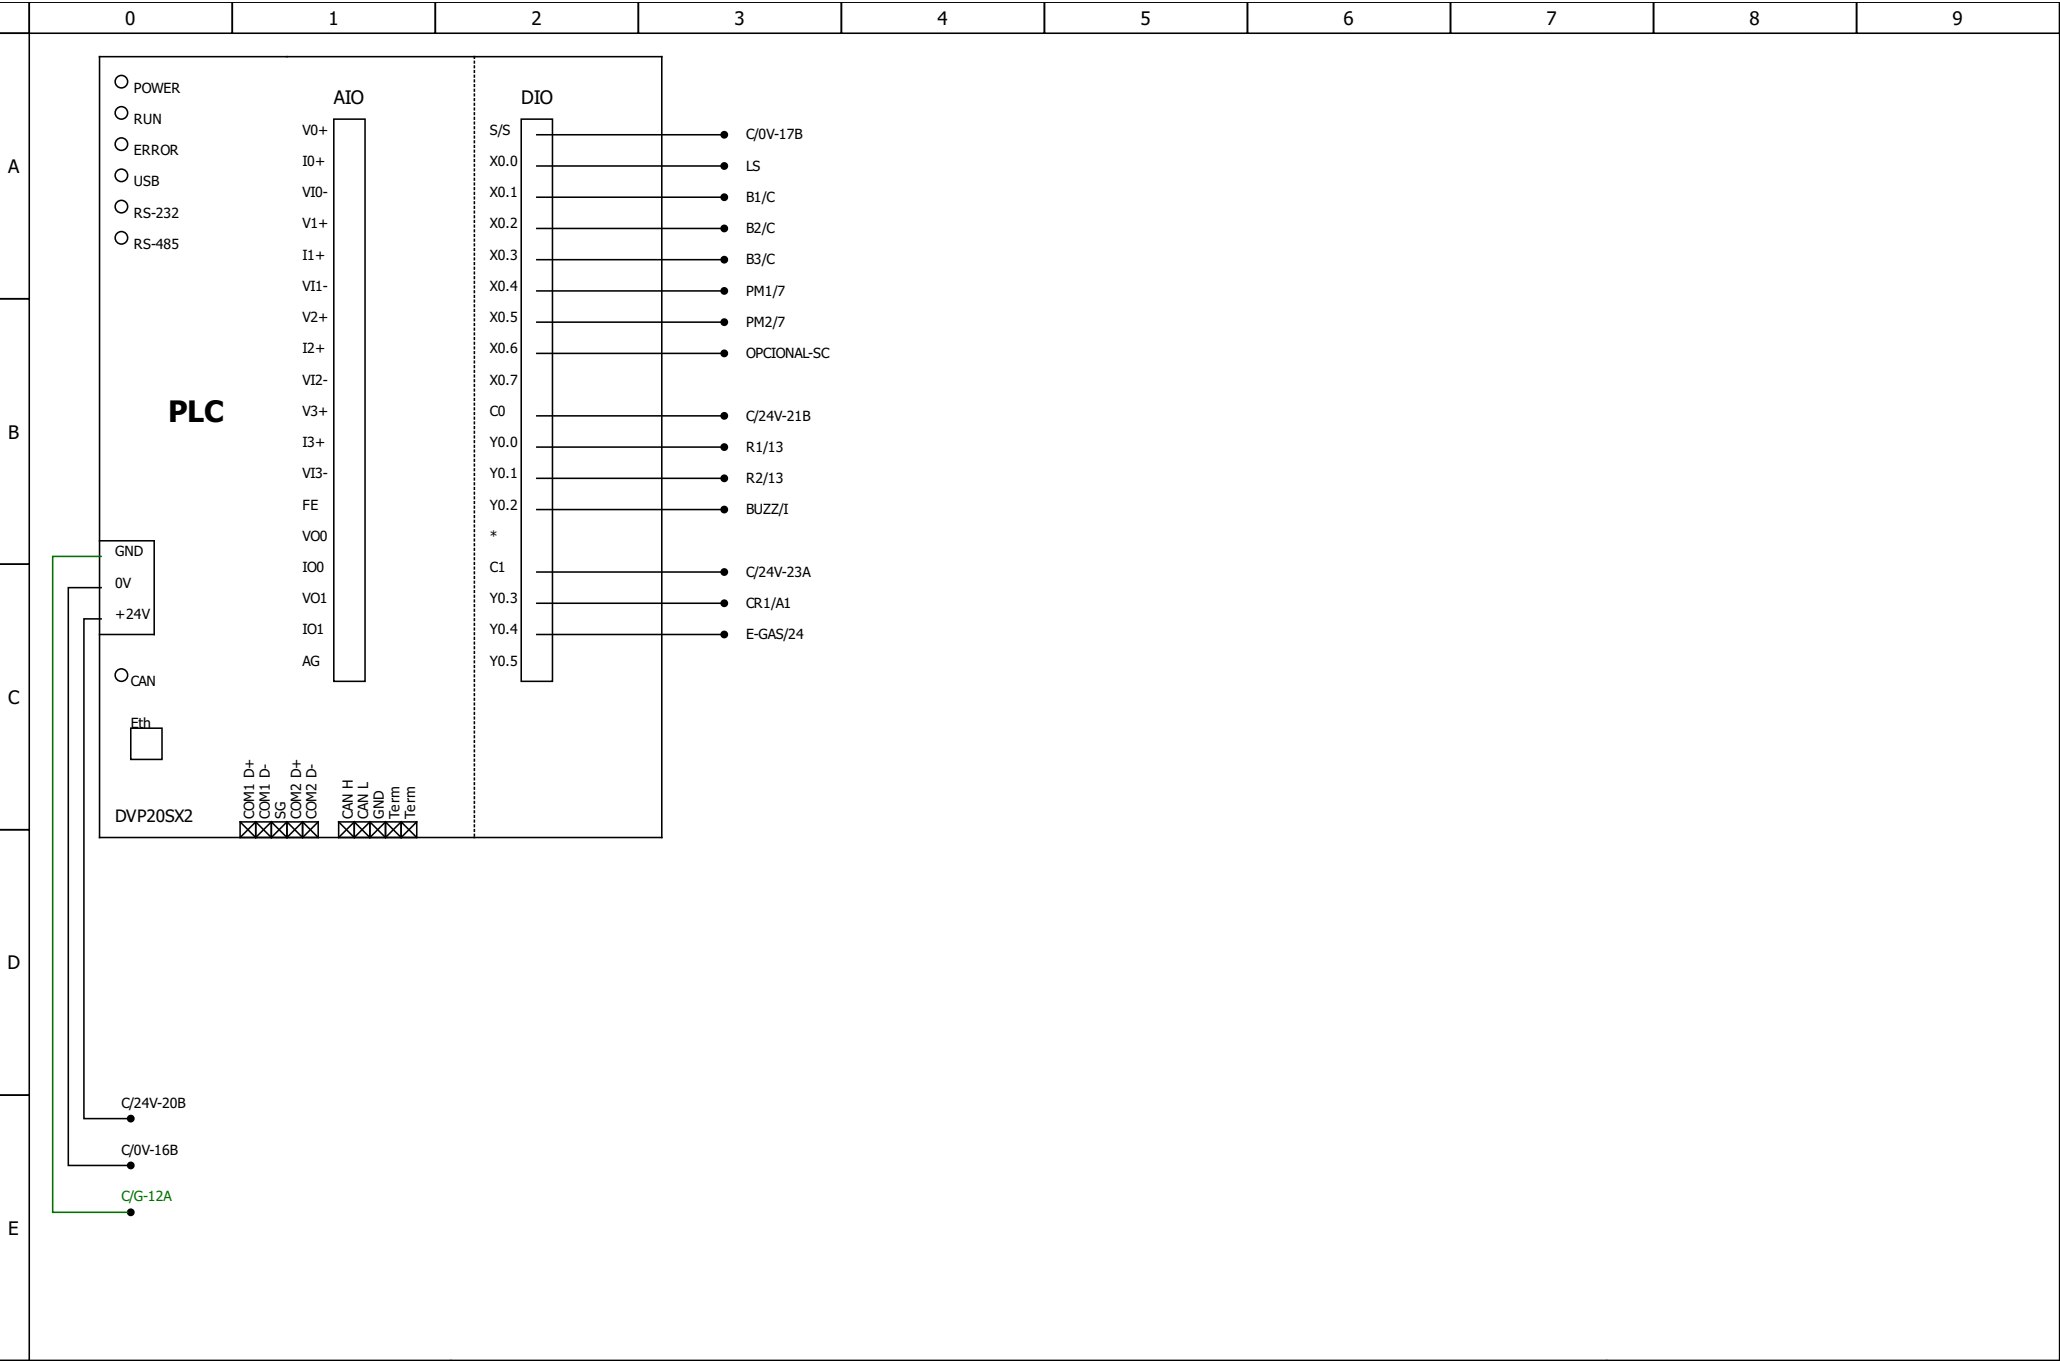 0 1 2 3 4 5 6 7 8 9
A
B
C
D
E
POWER
RUN
ERROR
USB
RS-232
RS-485
PLC
GND
0V
+24V
CAN
Eth
DVP20SX2
AIO
V0+
I0+
VI0-
V1+
I1+
VI1-
V2+
I2+
VI2-
V3+
I3+
VI3-
FE
VO0
IO0
VO1
IO1
AG
DIO
S/S C/0V-17B
X0.0 LS
X0.1 B1/C
X0.2 B2/C
X0.3 B3/C
X0.4 PM1/7
X0.5 PM2/7
X0.6 OPCIONAL-SC
X0.7
C0 C/24V-21B
Y0.0 R1/13
Y0.1 R2/13
Y0.2 BUZZ/I
*
C1 C/24V-23A
Y0.3 CR1/A1
Y0.4 E-GAS/24
Y0.5
COM1 D+
COM1 D-
SG
COM2 D+
COM2 D-
CAN H
CAN L
GND
Term
Term
C/24V-20B
C/0V-16B
C/G-12A